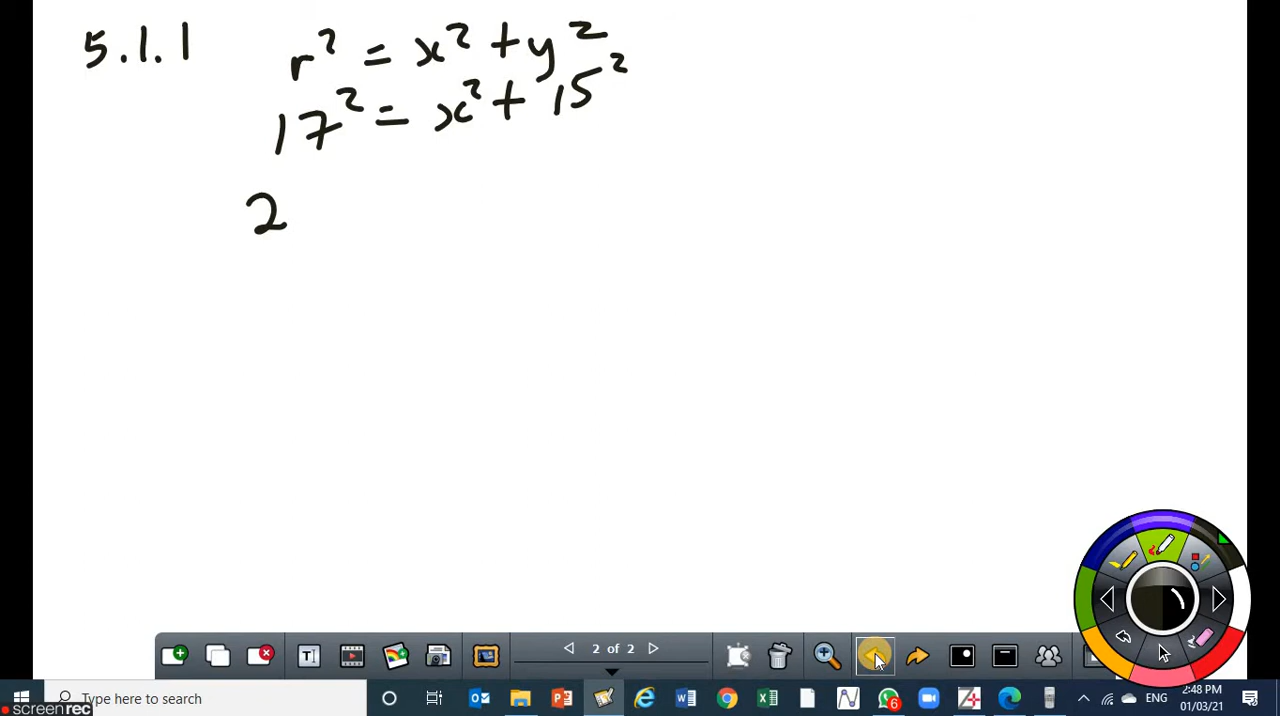 5.1.1 r² = x² + y²
17² = x² + 15²
2
T
2 of 2
6
Type here to search
ENG
2:48 PM
01/03/21
screenrec